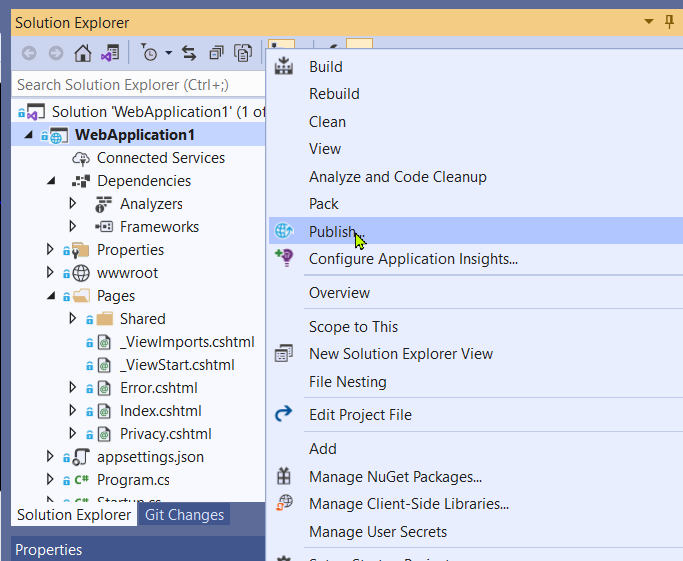 Solution Explorer
Search Solution Explorer (Ctrl+;)
Solution 'WebApplication1' (1 of
WebApplication1
Connected Services
Dependencies
Analyzers
Frameworks
Properties
wwwroot
Pages
Shared
_ViewImports.cshtml
_ViewStart.cshtml
Error.cshtml
Index.cshtml
Privacy.cshtml
appsettings.json
C# Program.cs
C# Startup.cs
Solution Explorer Git Changes
Properties
Build
Rebuild
Clean
View
Analyze and Code Cleanup
Pack
Publish...
Configure Application Insights...
Overview
Scope to This
New Solution Explorer View
File Nesting
Edit Project File
Add
Manage NuGet Packages...
Manage Client-Side Libraries...
Manage User Secrets